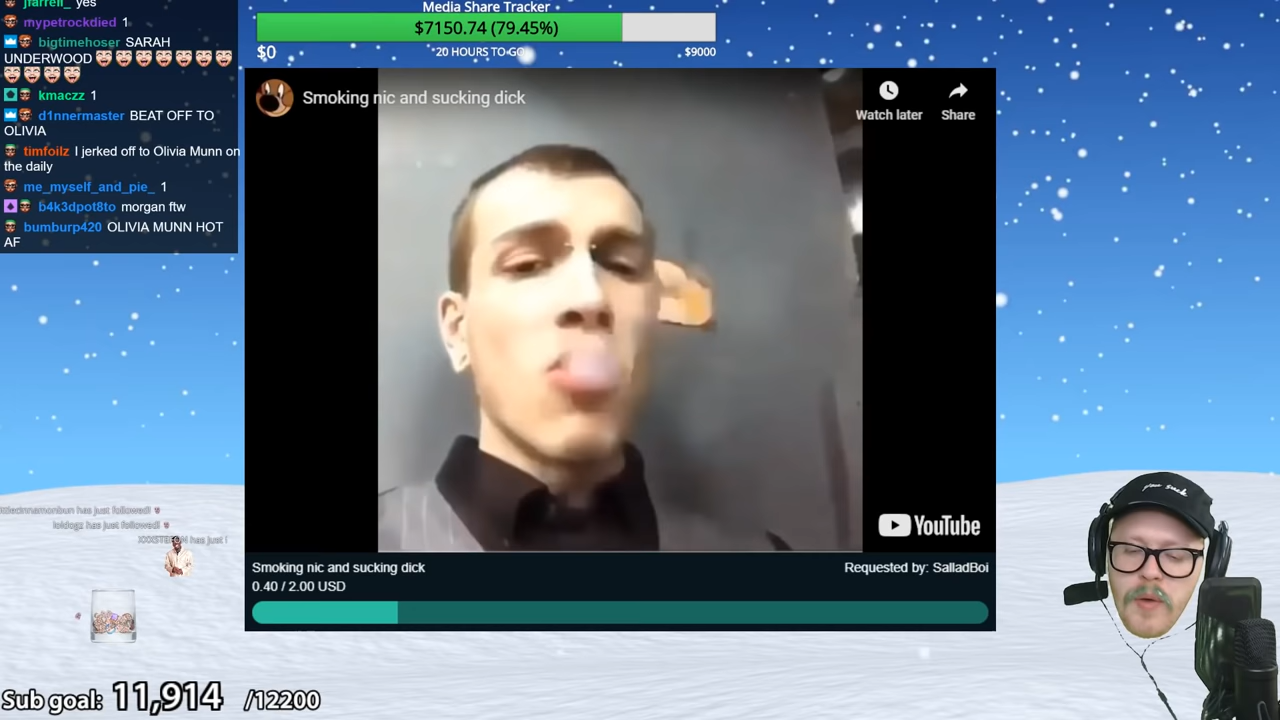 jfarrell_ yes
mypetrockdied 1
bigtimehoser SARAH
UNDERWOOD
kmaczz 1
d1nnermaster BEAT OFF TO
OLIVIA
timfoilz I jerked off to Olivia Munn on
the daily
me_myself_and_pie_ 1
b4k3dpot8to morgan ftw
bumburp420 OLIVIA MUNN HOT
AF
Media Share Tracker
$7150.74 (79.45%)
$0
20 HOURS TO GO
$9000
Smoking nic and sucking dick
Watch later
Share
YouTube
Smoking nic and sucking dick
Requested by: SalladBoi
0.40 / 2.00 USD
you suck
littlecinnamonbun has just followed!
has just followed!
has just
Sub goal: 11,914 /12200